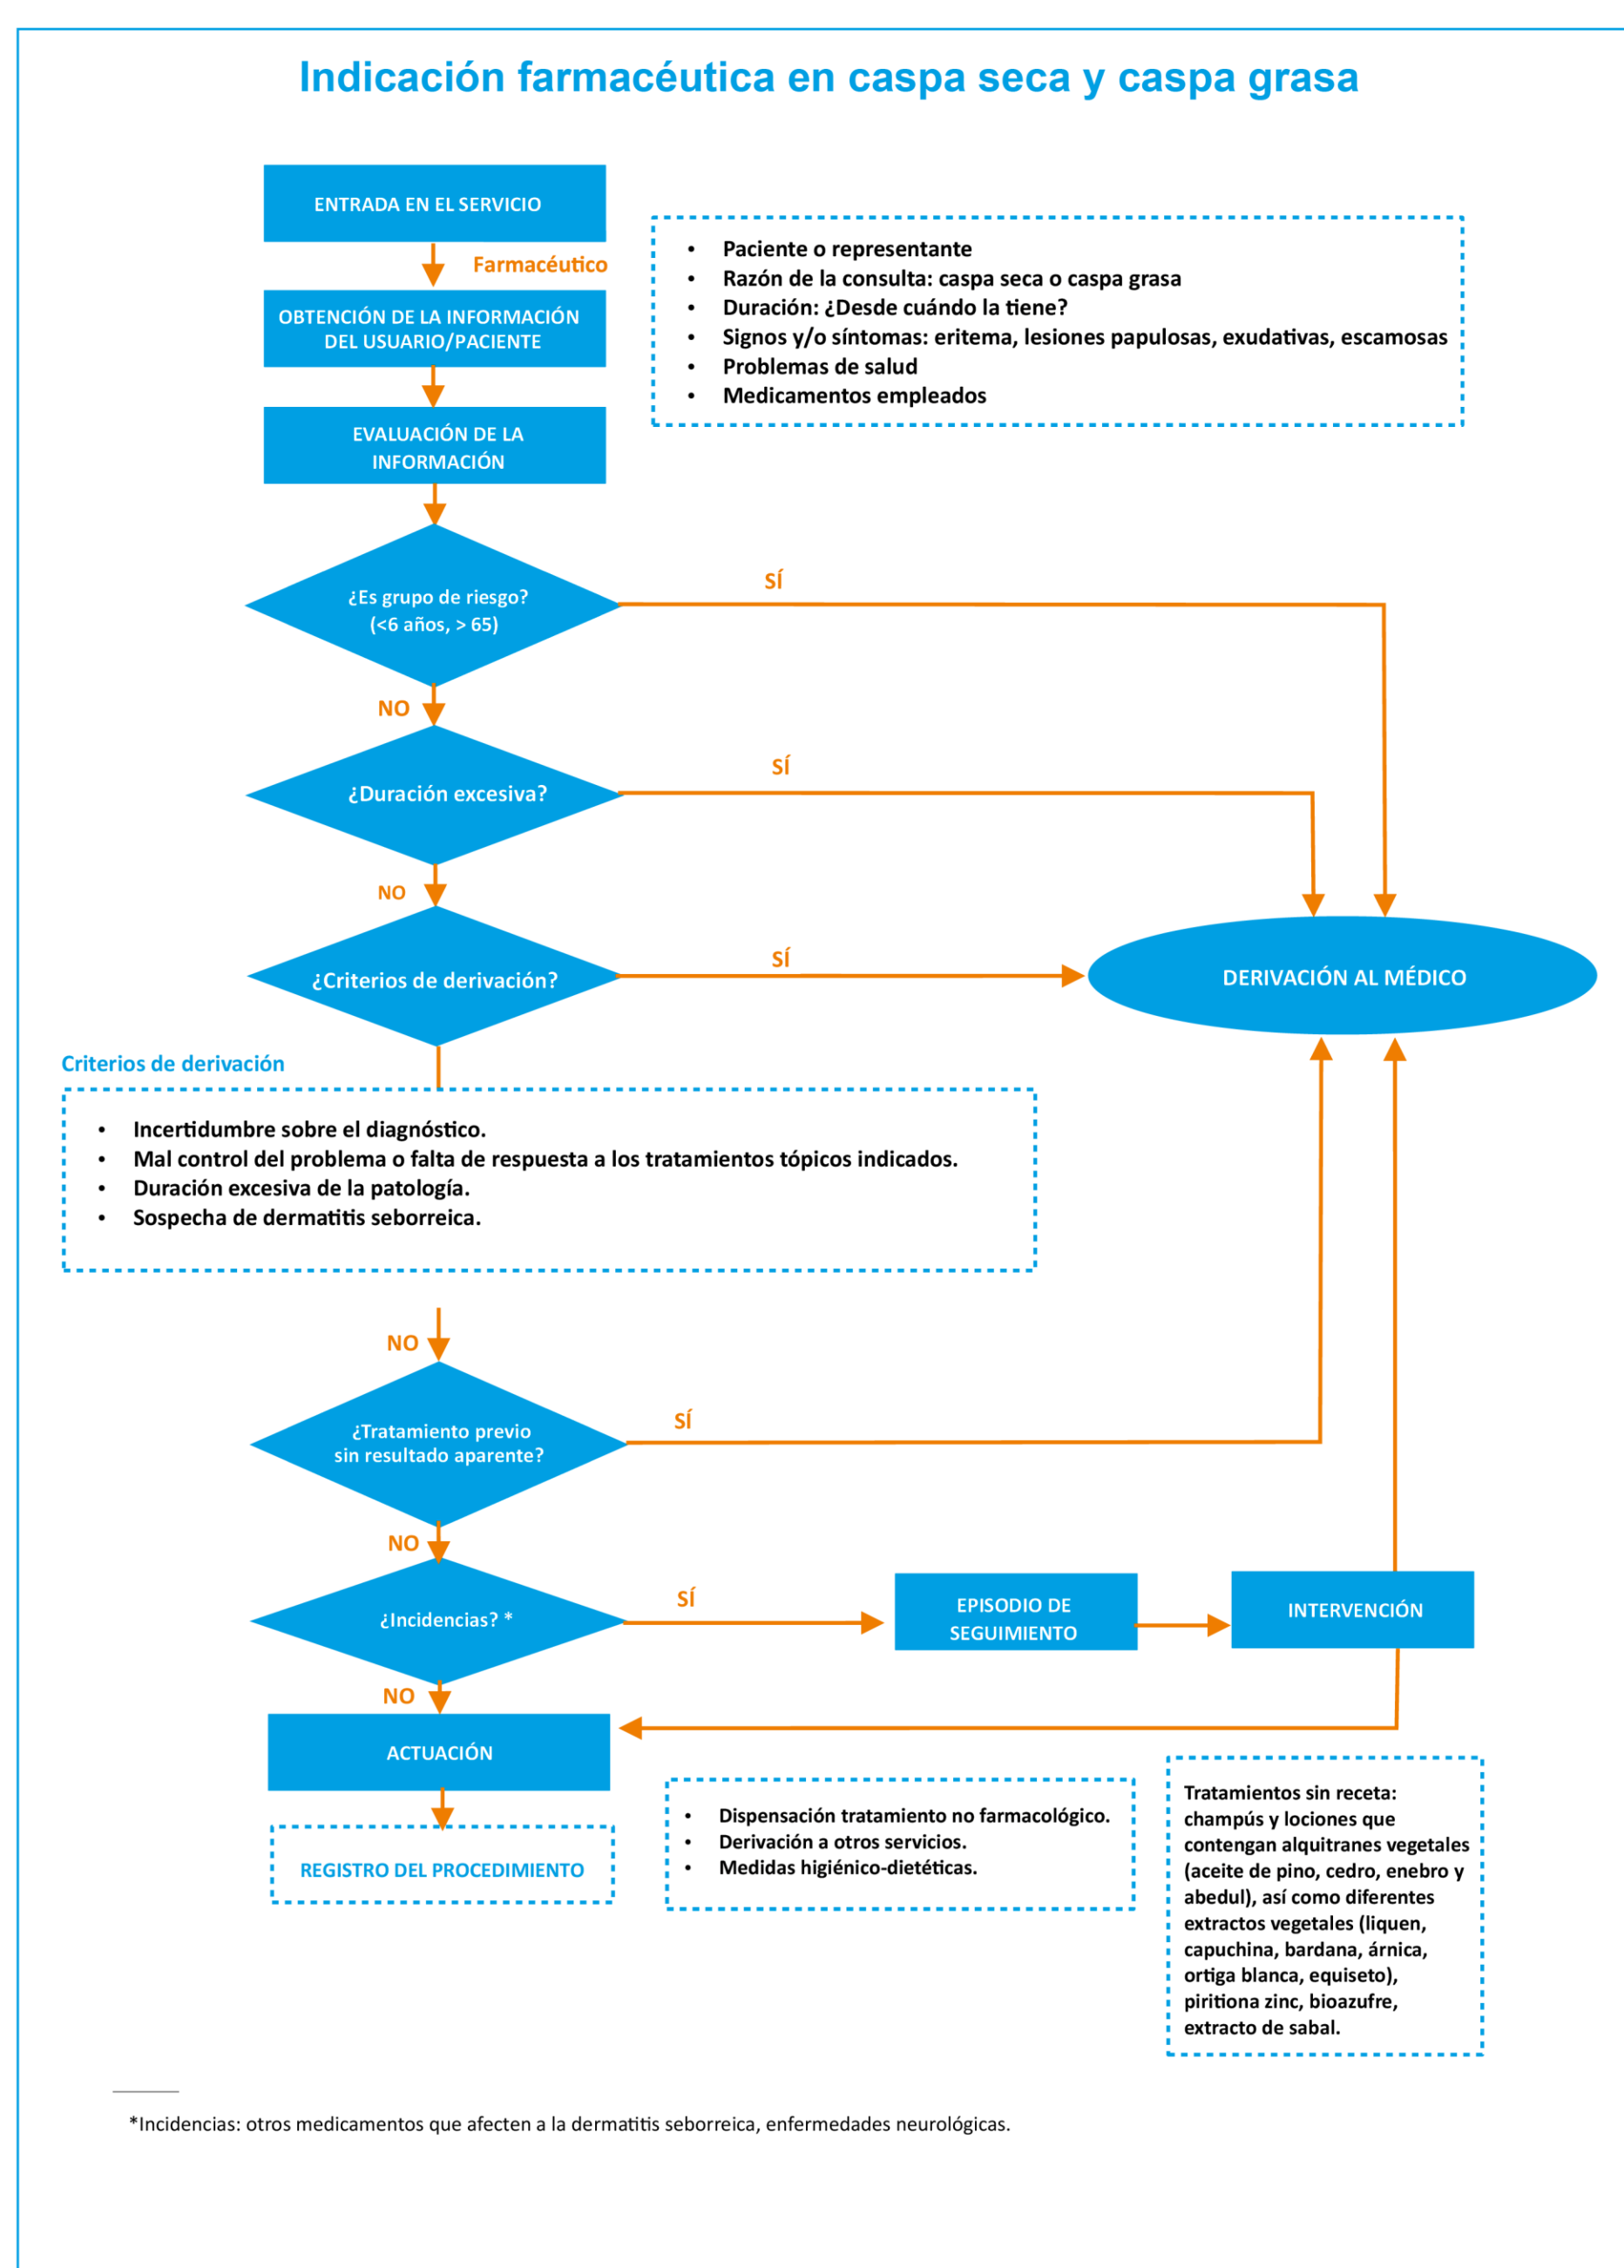 Indicación farmacéutica en caspa seca y caspa grasa
ENTRADA EN EL SERVICIO
Farmacéutico
OBTENCIÓN DE LA INFORMACIÓN
DEL USUARIO/PACIENTE
EVALUACIÓN DE LA
INFORMACIÓN
• Paciente o representante
• Razón de la consulta: caspa seca o caspa grasa
• Duración: ¿Desde cuándo la tiene?
• Signos y/o síntomas: eritema, lesiones papulosas, exudativas, escamosas
• Problemas de salud
• Medicamentos empleados
¿Es grupo de riesgo?
(<6 años, > 65)
SÍ
NO
¿Duración excesiva?
SÍ
NO
¿Criterios de derivación?
SÍ
DERIVACIÓN AL MÉDICO
Criterios de derivación
• Incertidumbre sobre el diagnóstico.
• Mal control del problema o falta de respuesta a los tratamientos tópicos indicados.
• Duración excesiva de la patología.
• Sospecha de dermatitis seborreica.
NO
¿Tratamiento previo
sin resultado aparente?
SÍ
NO
¿Incidencias? *
SÍ
EPISODIO DE
SEGUIMIENTO
INTERVENCIÓN
NO
ACTUACIÓN
REGISTRO DEL PROCEDIMIENTO
• Dispensación tratamiento no farmacológico.
• Derivación a otros servicios.
• Medidas higiénico-dietéticas.
Tratamientos sin receta:
champús y lociones que
contengan alquitranes vegetales
(aceite de pino, cedro, enebro y
abedul), así como diferentes
extractos vegetales (liquen,
capuchina, bardana, árnica,
ortiga blanca, equiseto),
piritiona zinc, bioazufre,
extracto de sabal.
*Incidencias: otros medicamentos que afecten a la dermatitis seborreica, enfermedades neurológicas.